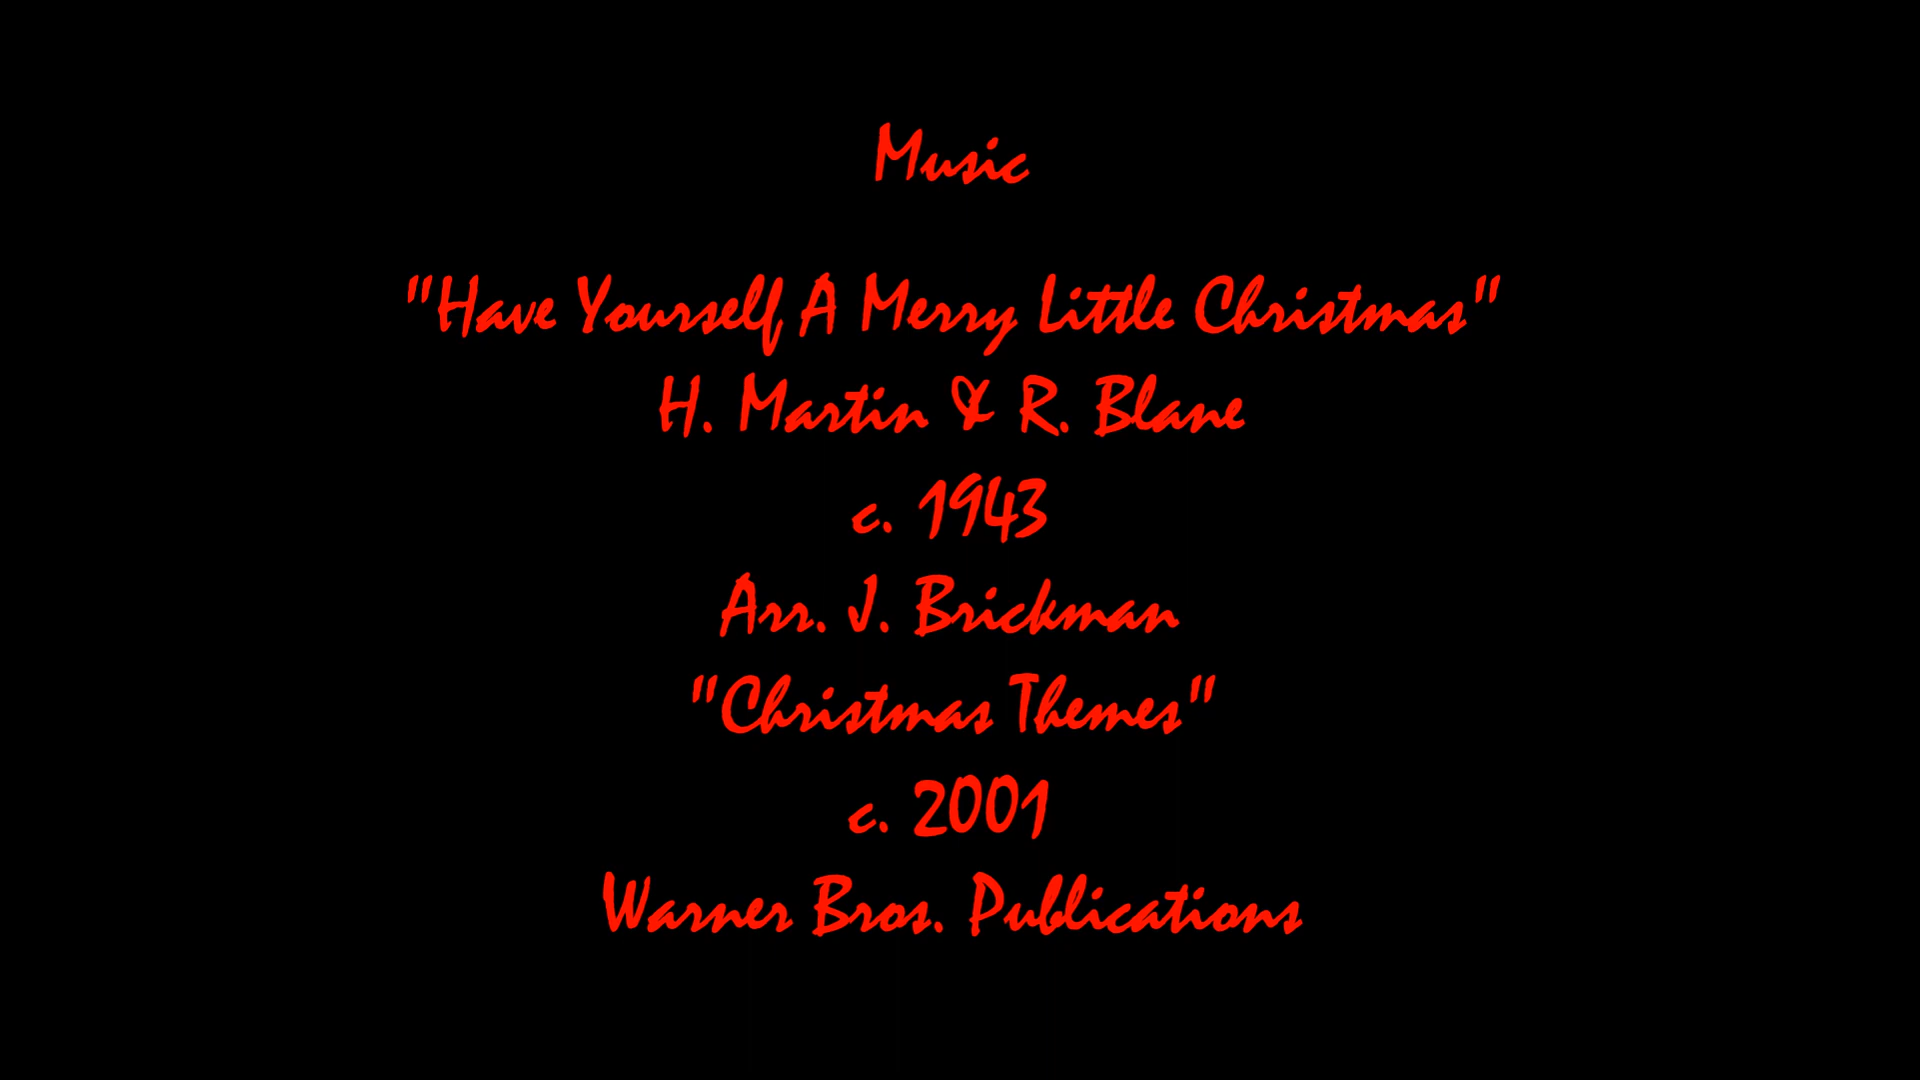 Music
"Have Yourself A Merry Little Christmas"
H. Martin & R. Blane
c. 1943
Arr. J. Brickman
"Christmas Themes"
c. 2001
Warner Bros. Publications